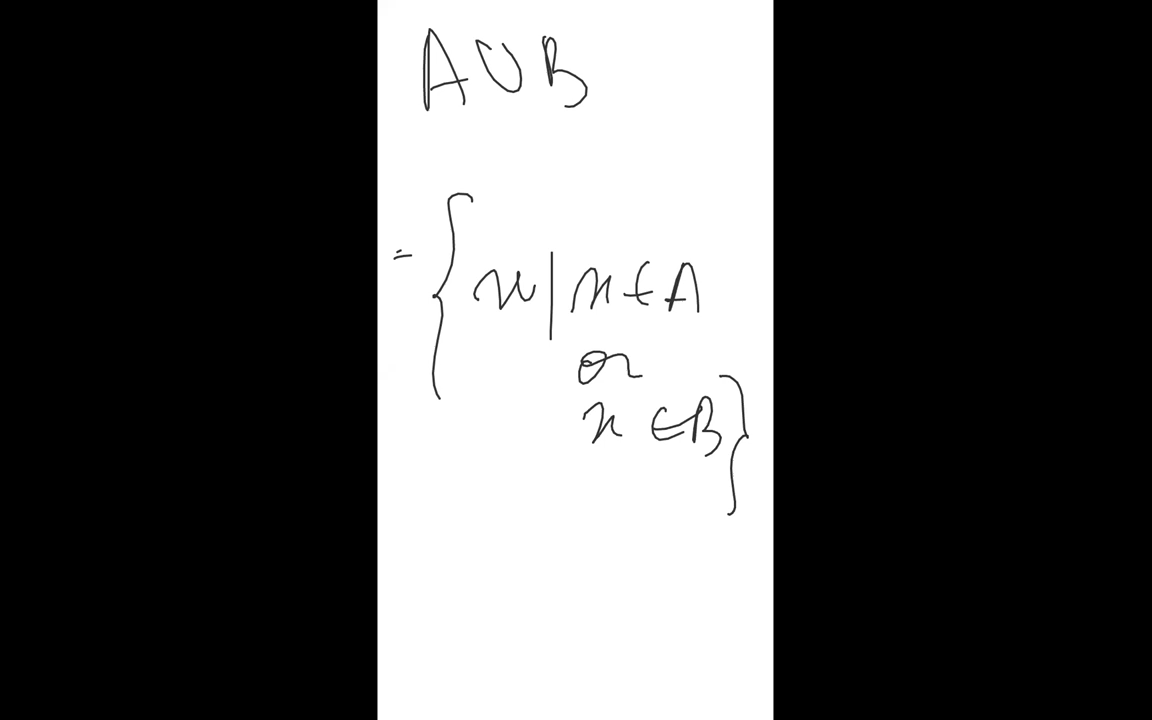 A∪B
= { x | x ∈ A
or
x ∈ B }